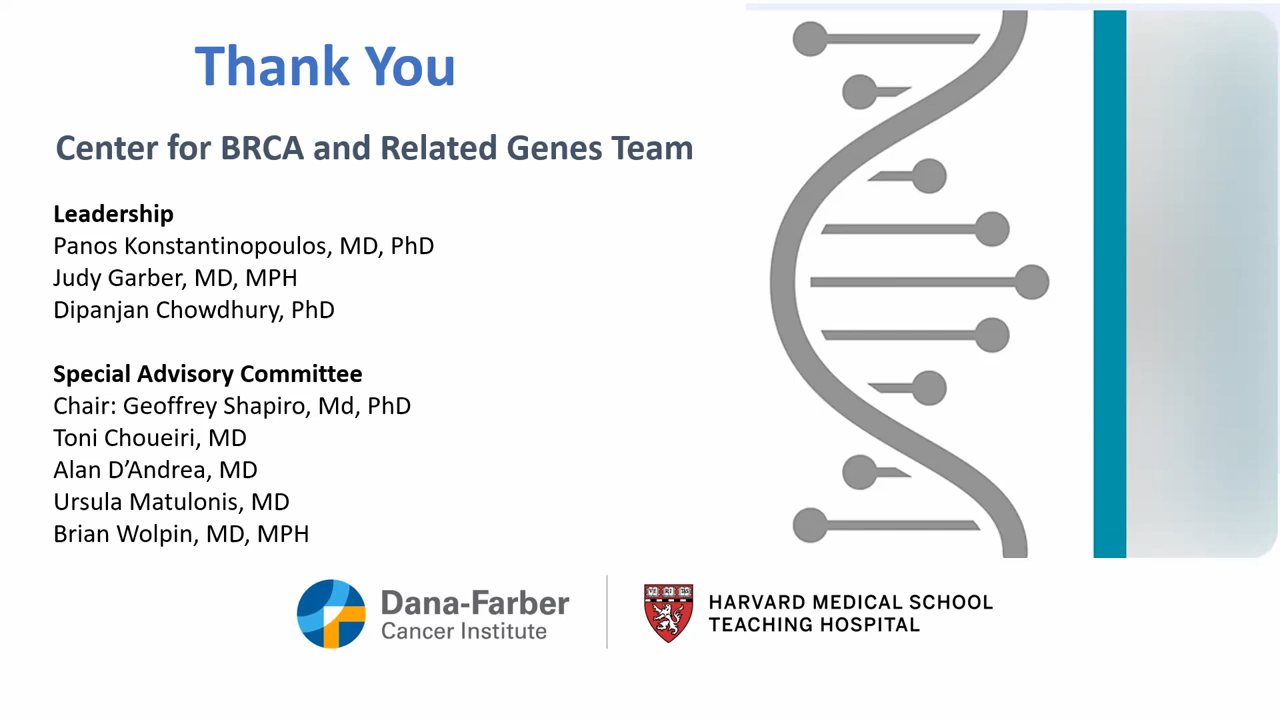 Thank You
Center for BRCA and Related Genes Team
Leadership
Panos Konstantinopoulos, MD, PhD
Judy Garber, MD, MPH
Dipanjan Chowdhury, PhD
Special Advisory Committee
Chair: Geoffrey Shapiro, Md, PhD
Toni Choueiri, MD
Alan D’Andrea, MD
Ursula Matulonis, MD
Brian Wolpin, MD, MPH
Dana-Farber
Cancer Institute
HARVARD MEDICAL SCHOOL
TEACHING HOSPITAL